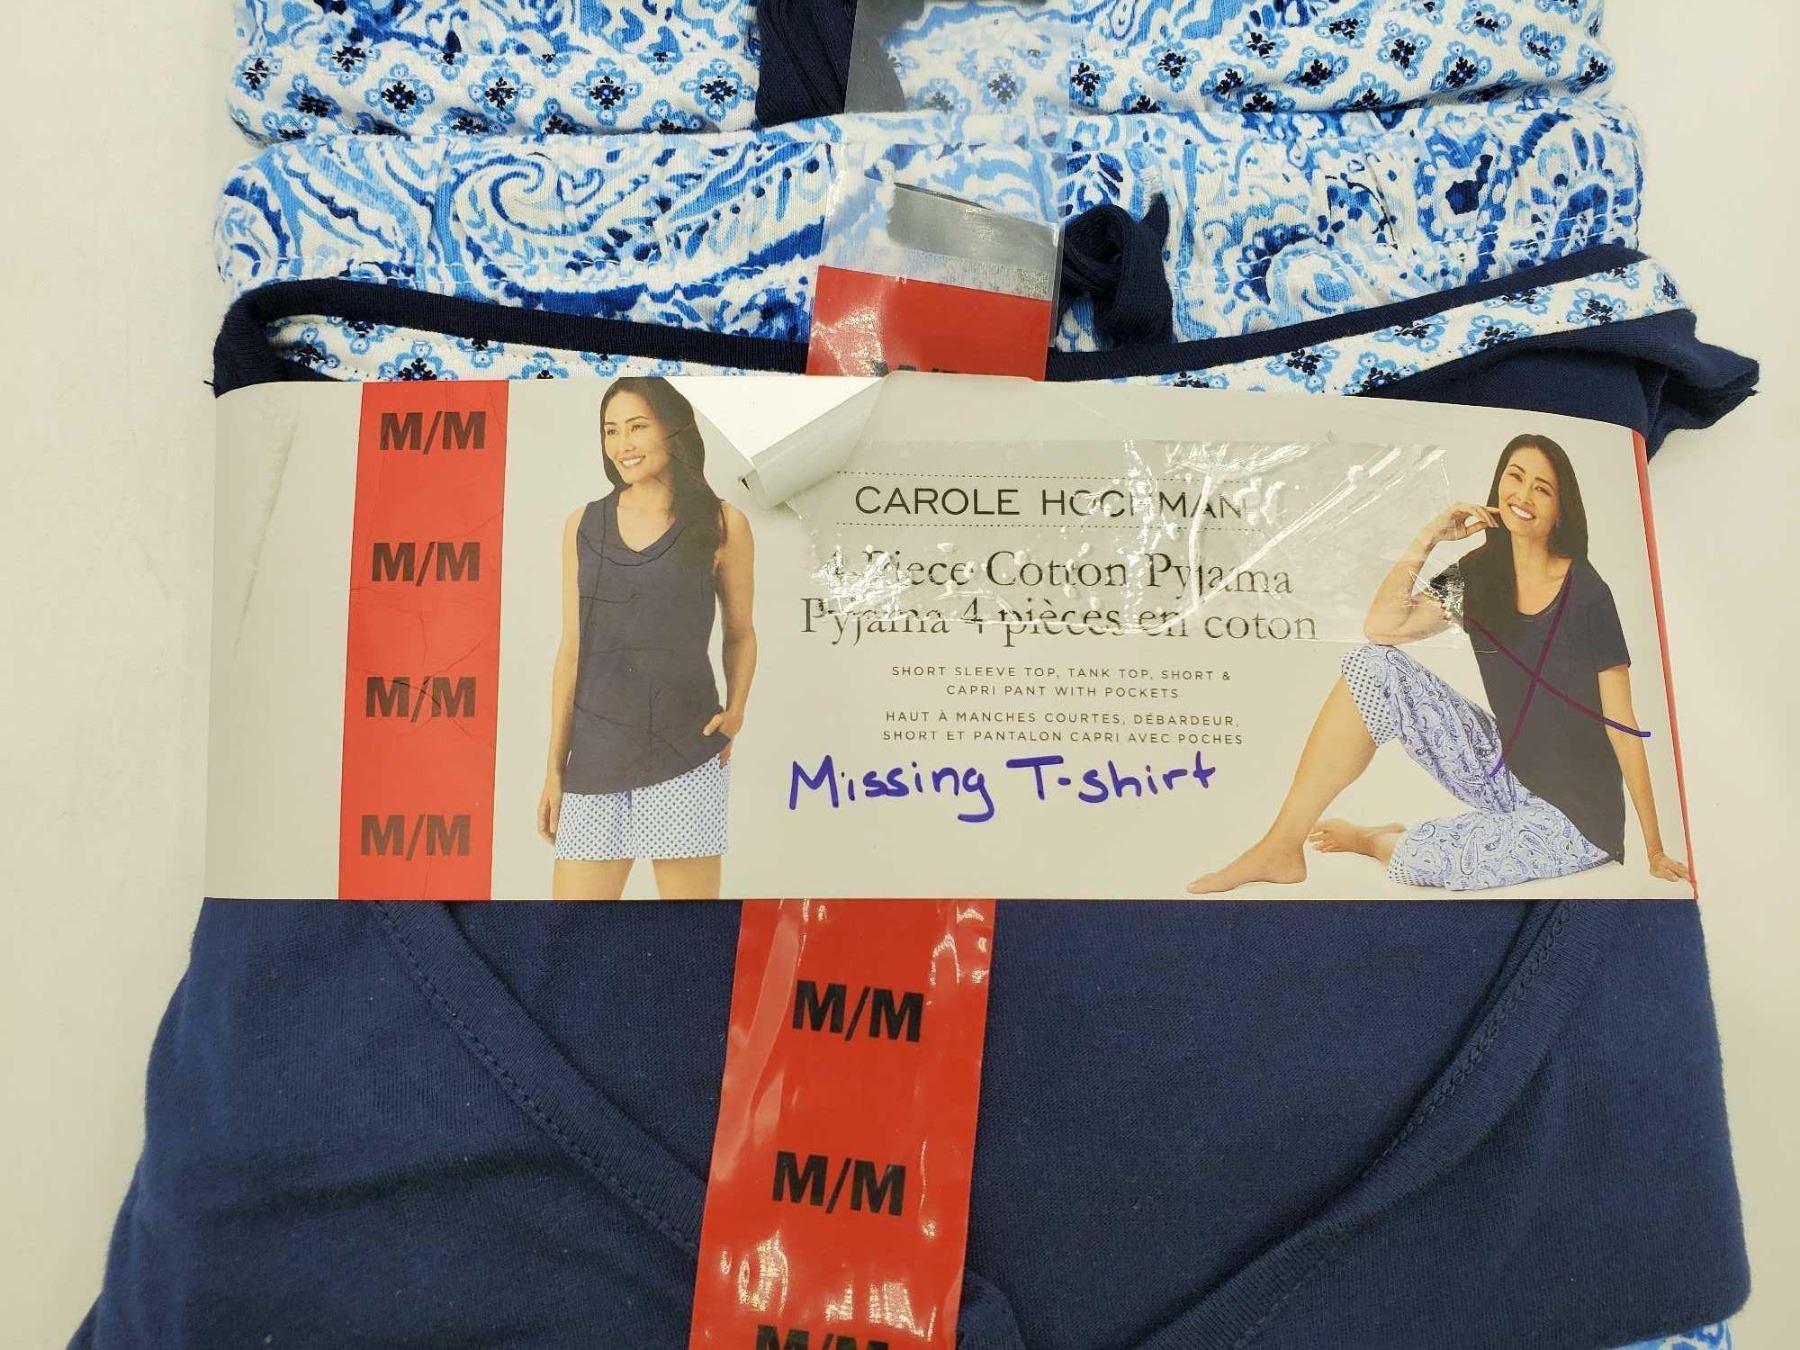 M/M
M/M
M/M
M/M
CAROLE HOCHMAN
4 Piece Cotton Pyjama
Pyjama 4 pièces en coton
SHORT SLEEVE TOP, TANK TOP, SHORT &
CAPRI PANT WITH POCKETS
HAUT À MANCHES COURTES, DÉBARDEUR,
SHORT ET PANTALON CAPRI AVEC POCHES
Missing T-shirt
M/M
M/M
M/M